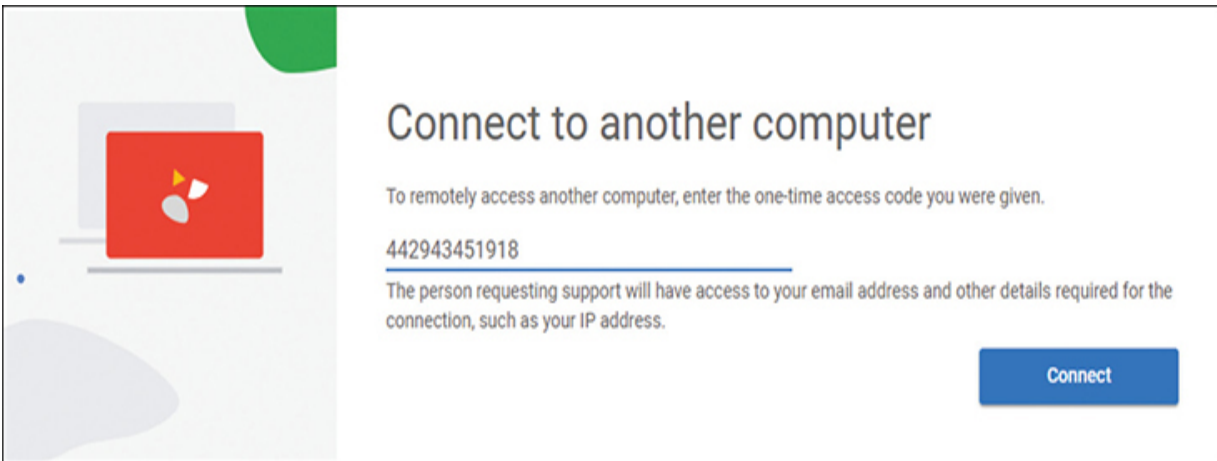 Connect to another computer
To remotely access another computer, enter the one-time access code you were given.
442943451918
The person requesting support will have access to your email address and other details required for the
connection, such as your IP address.
Connect